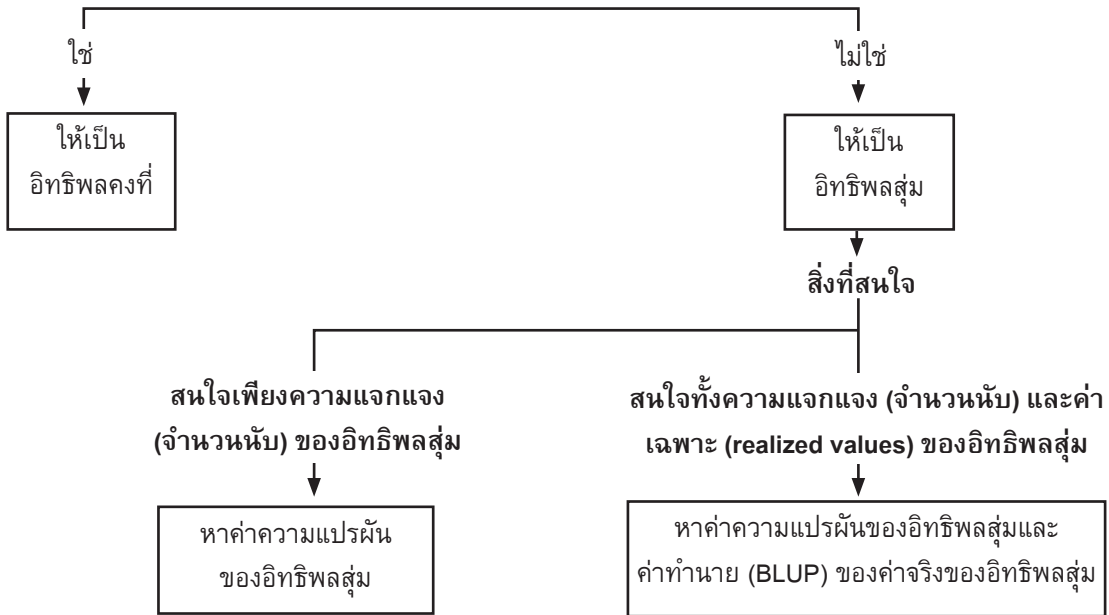 ใช่
ไม่ใช่
ให้เป็น
อิทธิพลคงที่
ให้เป็น
อิทธิพลสุ่ม
สิ่งที่สนใจ
สนใจเพียงความแจกแจง
(จำนวนนับ) ของอิทธิพลสุ่ม
สนใจทั้งความแจกแจง (จำนวนนับ) และค่า
เฉพาะ (realized values) ของอิทธิพลสุ่ม
หาค่าความแปรผัน
ของอิทธิพลสุ่ม
หาค่าความแปรผันของอิทธิพลสุ่มและ
ค่าทำนาย (BLUP) ของค่าจริงของอิทธิพลสุ่ม